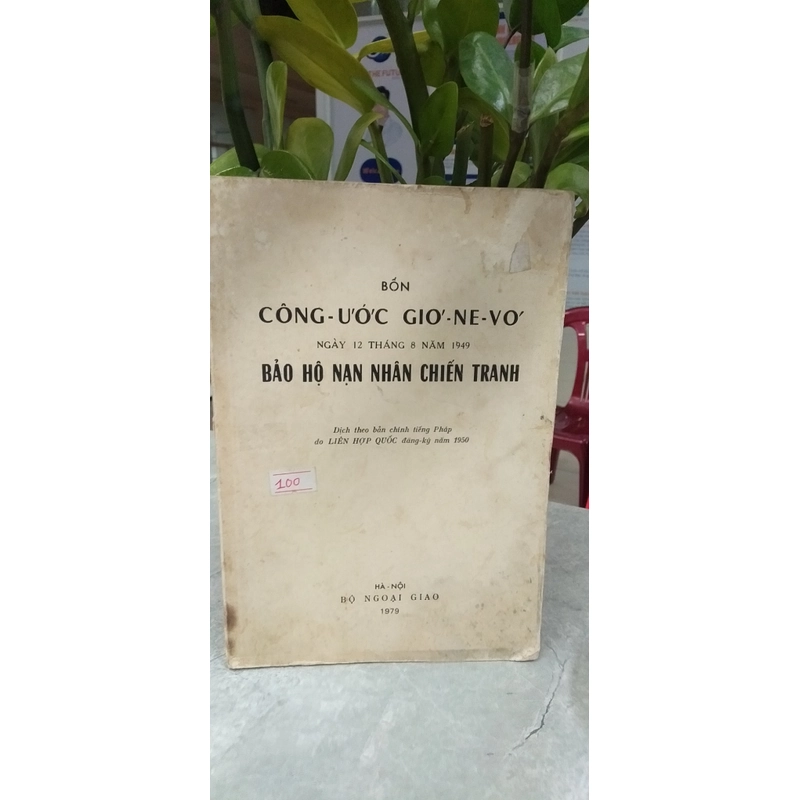 THE FUTURE
BỐN
CÔNG-ƯỚC GIƠ-NE-VƠ
NGÀY 12 THÁNG 8 NĂM 1949
BẢO HỘ NẠN NHÂN CHIẾN TRANH
Dịch theo bản chính tiếng Pháp
do LIÊN HỢP QUỐC đăng-ký năm 1950
100
HÀ-NỘI
BỘ NGOẠI GIAO
1979